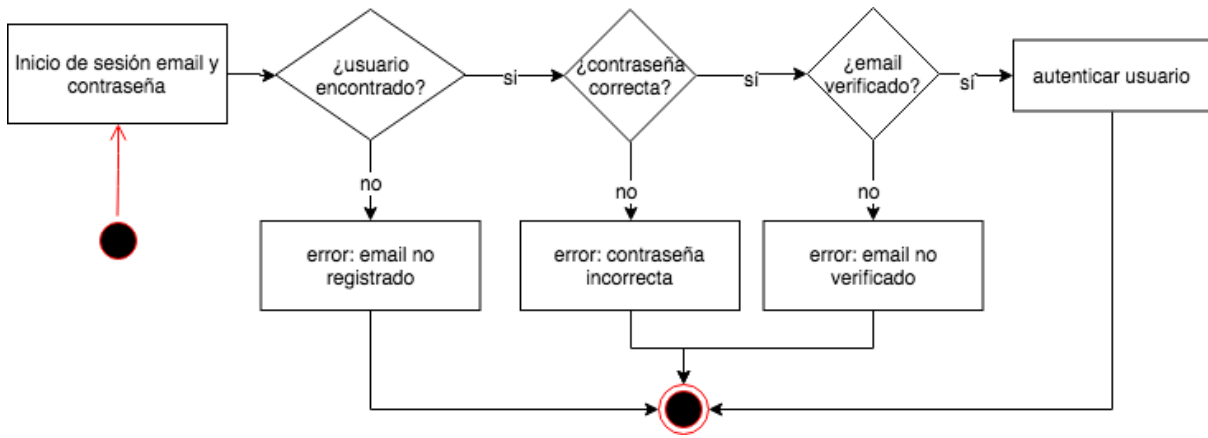 Inicio de sesión email y
contraseña
¿usuario
encontrado?
si
¿contraseña
correcta?
sí
¿email
verificado?
sí
autenticar usuario
no
no
no
error: email no
registrado
error: contraseña
incorrecta
error: email no
verificado